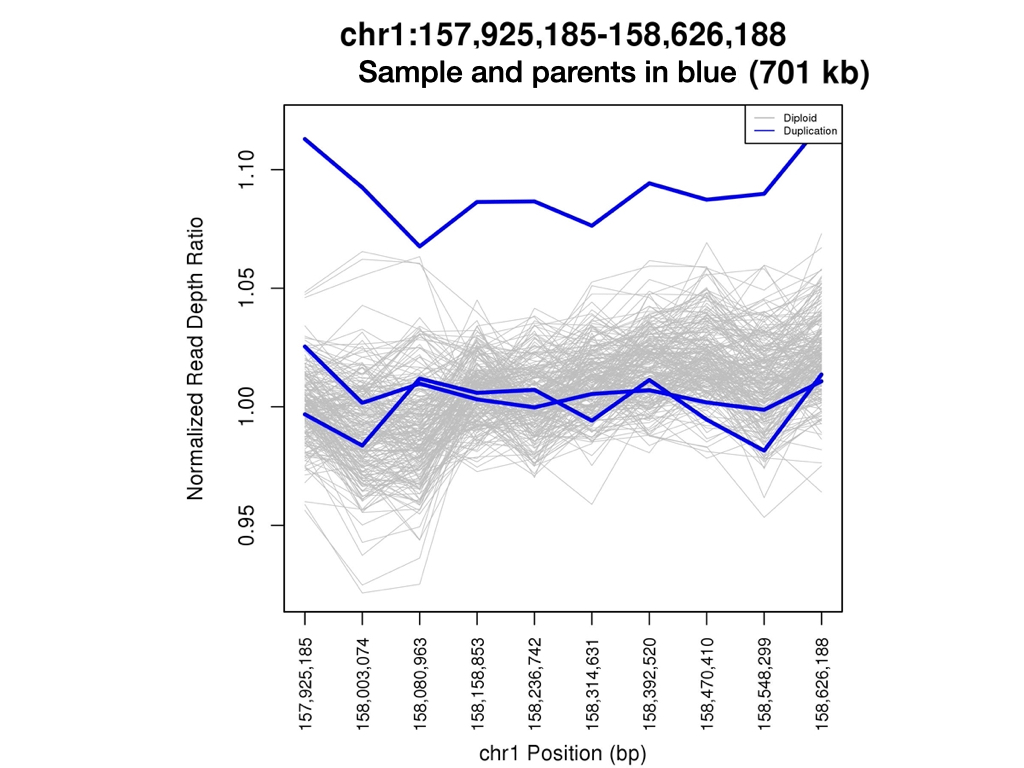 chr1:157,925,185-158,626,188
Sample and parents in blue (701 kb)
Diploid
Duplication
Normalized Read Depth Ratio
1.10
1.05
1.00
0.95
157,925,185
158,003,074
158,080,963
158,158,853
158,236,742
158,314,631
158,392,520
158,470,410
158,548,299
158,626,188
chr1 Position (bp)